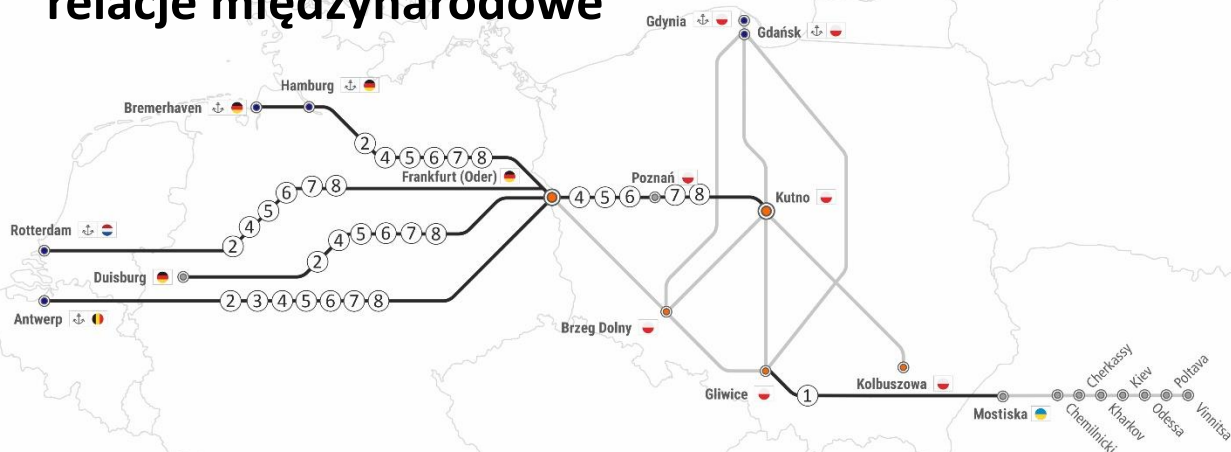 relacje międzynarodowe
Gdynia
Gdańsk
Hamburg
Bremerhaven
2
4 5 6 7 8
Frankfurt (Oder)
Poznań
4 5 6 7 8
Kutno
2 4 5 6 7 8
Rotterdam
Duisburg
2 4 5 6 7 8
Antwerp
2 3 4 5 6 7 8
Brzeg Dolny
Gliwice
1
Kolbuszowa
Mostiska
Chemilnicki
Cherkassy
Kharkov
Kiev
Odessa
Poltava
Vinnitsa